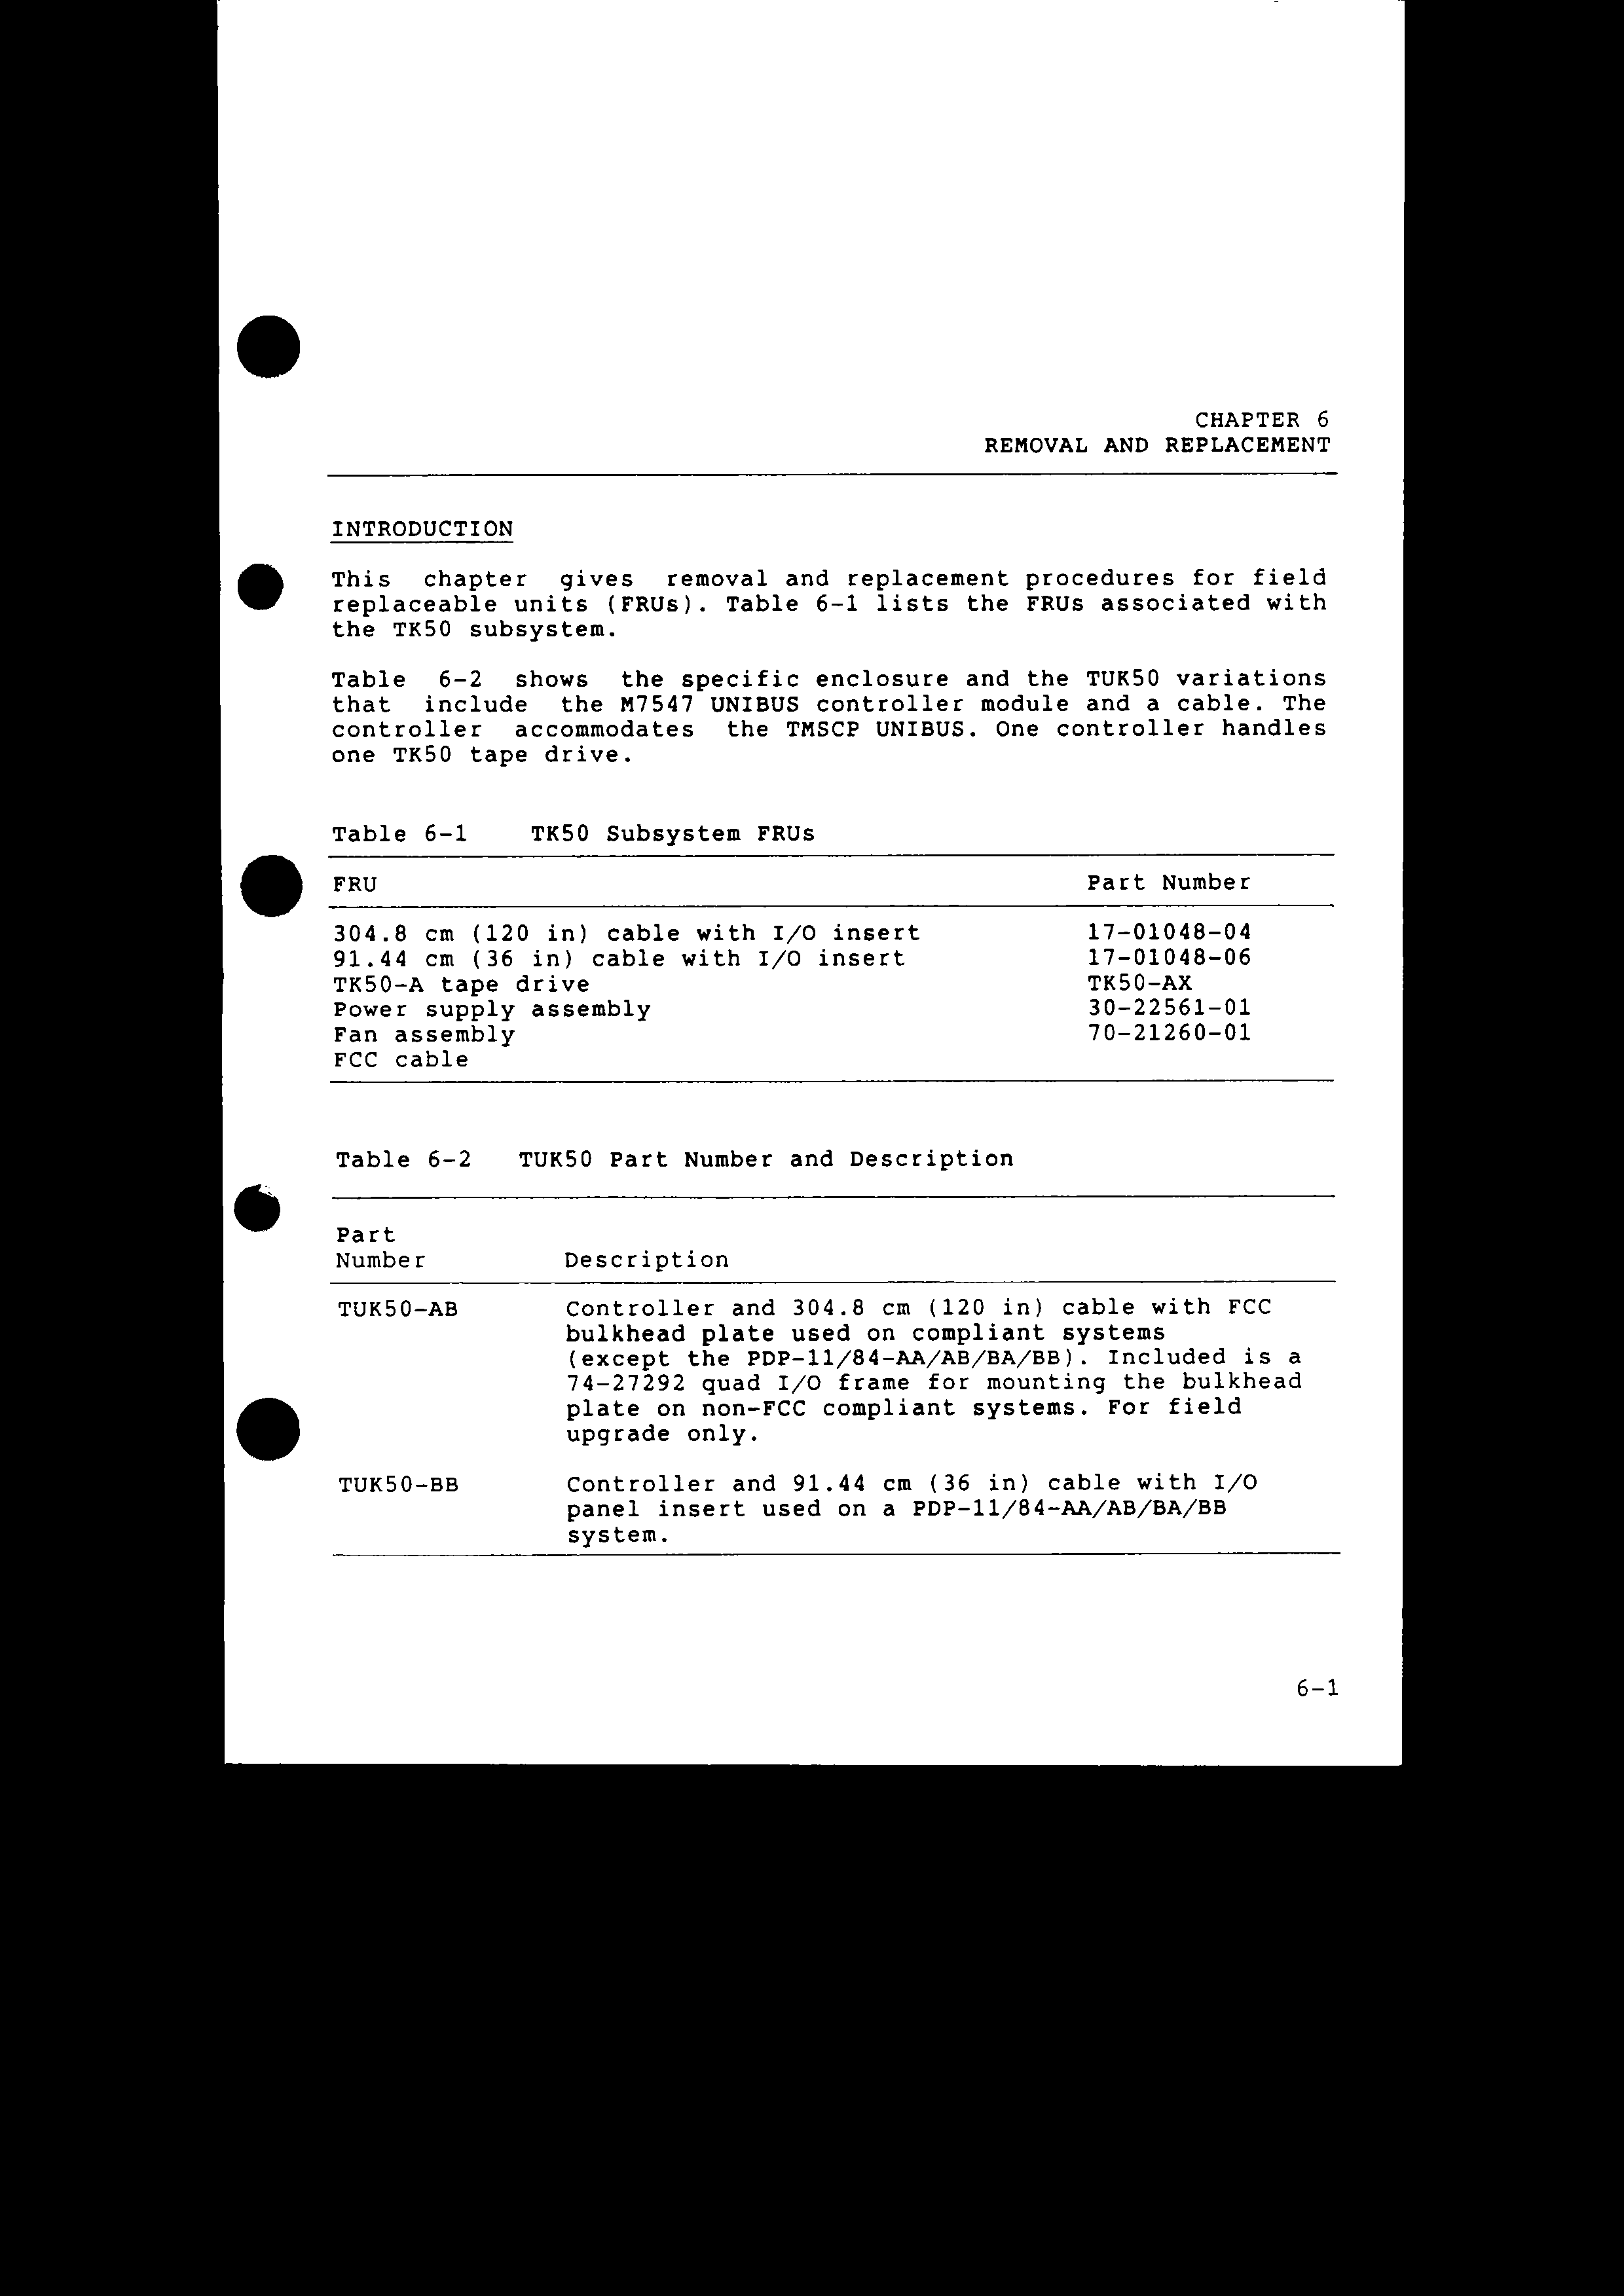 CHAPTER 6
REMOVAL AND REPLACEMENT
INTRODUCTION
This chapter gives removal and replacement procedures for field
replaceable units (FRUs). Table 6-1 lists the FRUs associated with
the TK50 subsystem.
Table 6-2 shows the specific enclosure and the TUK50 variations
that include the M7547 UNIBUS controller module and a cable. The
controller accommodates the TMSCP UNIBUS. One controller handles
one TK50 tape drive.
Table 6-1 TK50 Subsystem FRUs
FRU Part Number
304.8 cm (120 in) cable with I/O insert 17-01048-04
91.44 cm (36 in) cable with I/O insert 17-01048-06
TK50-A tape drive TK50-AX
Power supply assembly 30-22561-01
Fan assembly 70-21260-01
FCC cable
Table 6-2 TUK50 Part Number and Description
Part
Number Description
TUK50-AB Controller and 304.8 cm (120 in) cable with FCC
bulkhead plate used on compliant systems
(except the PDP-11/84-AA/AB/BA/BB). Included is a
74-27292 quad I/O frame for mounting the bulkhead
plate on non-FCC compliant systems. For field
upgrade only.
TUK50-BB Controller and 91.44 cm (36 in) cable with I/O
panel insert used on a PDP-11/84-AA/AB/BA/BB
system.
6-1